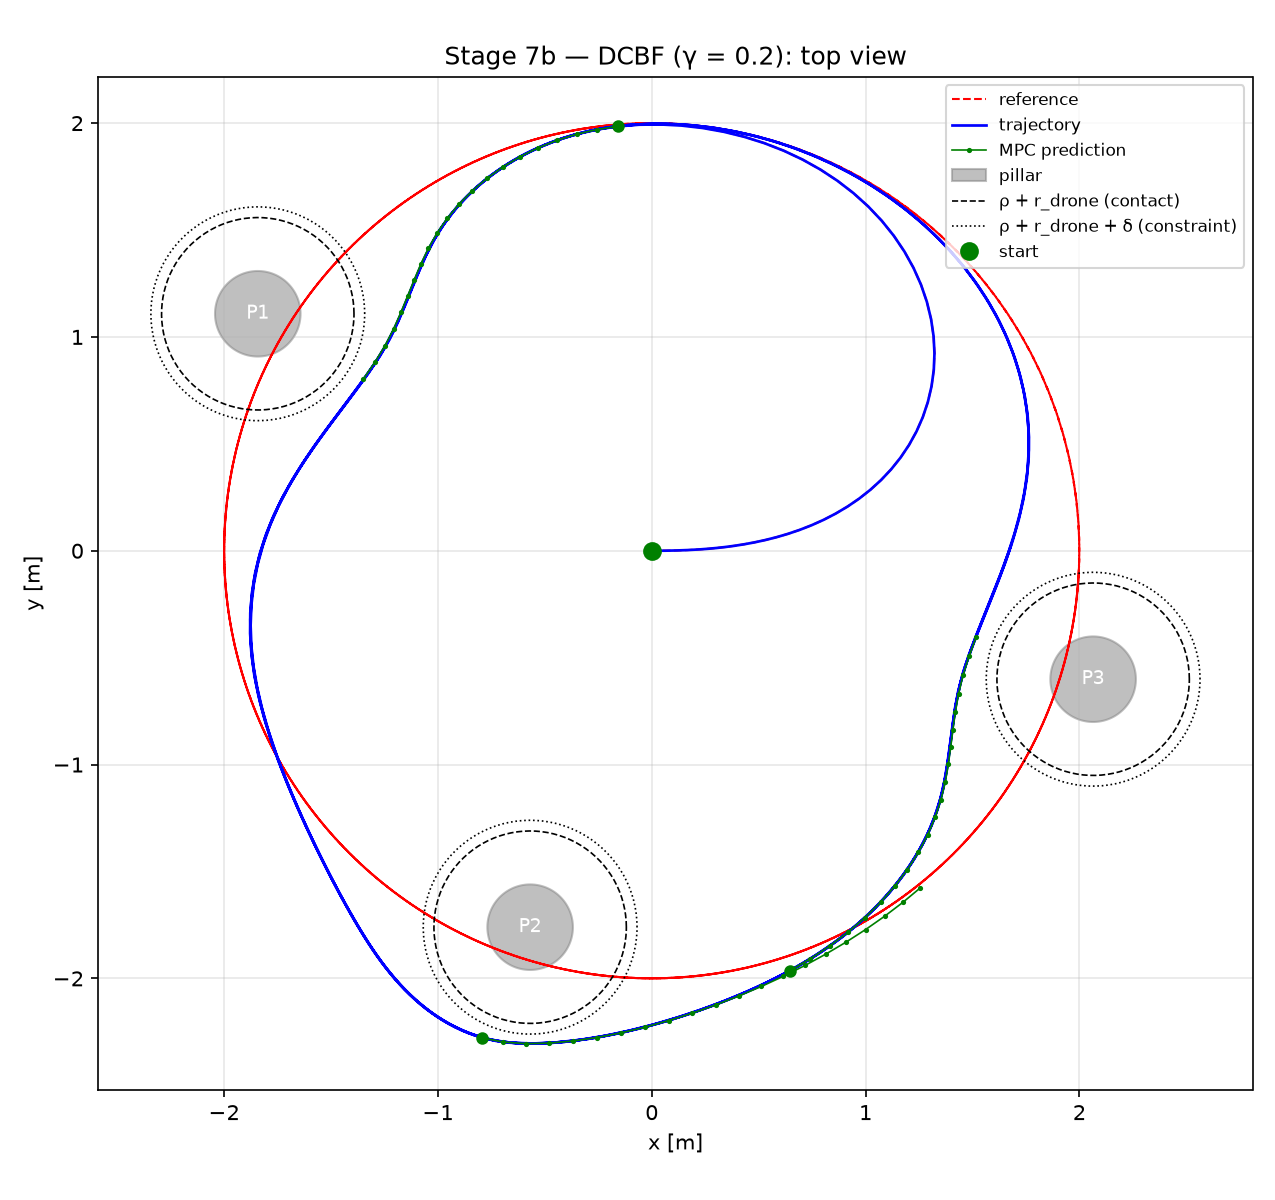 Stage 7b — DCBF (γ = 0.2): top view
reference
trajectory
MPC prediction
pillar
ρ + r_drone (contact)
ρ + r_drone + δ (constraint)
start
P1
P2
P3
2
1
0
−1
−2
y [m]
−2
−1
0
1
2
x [m]